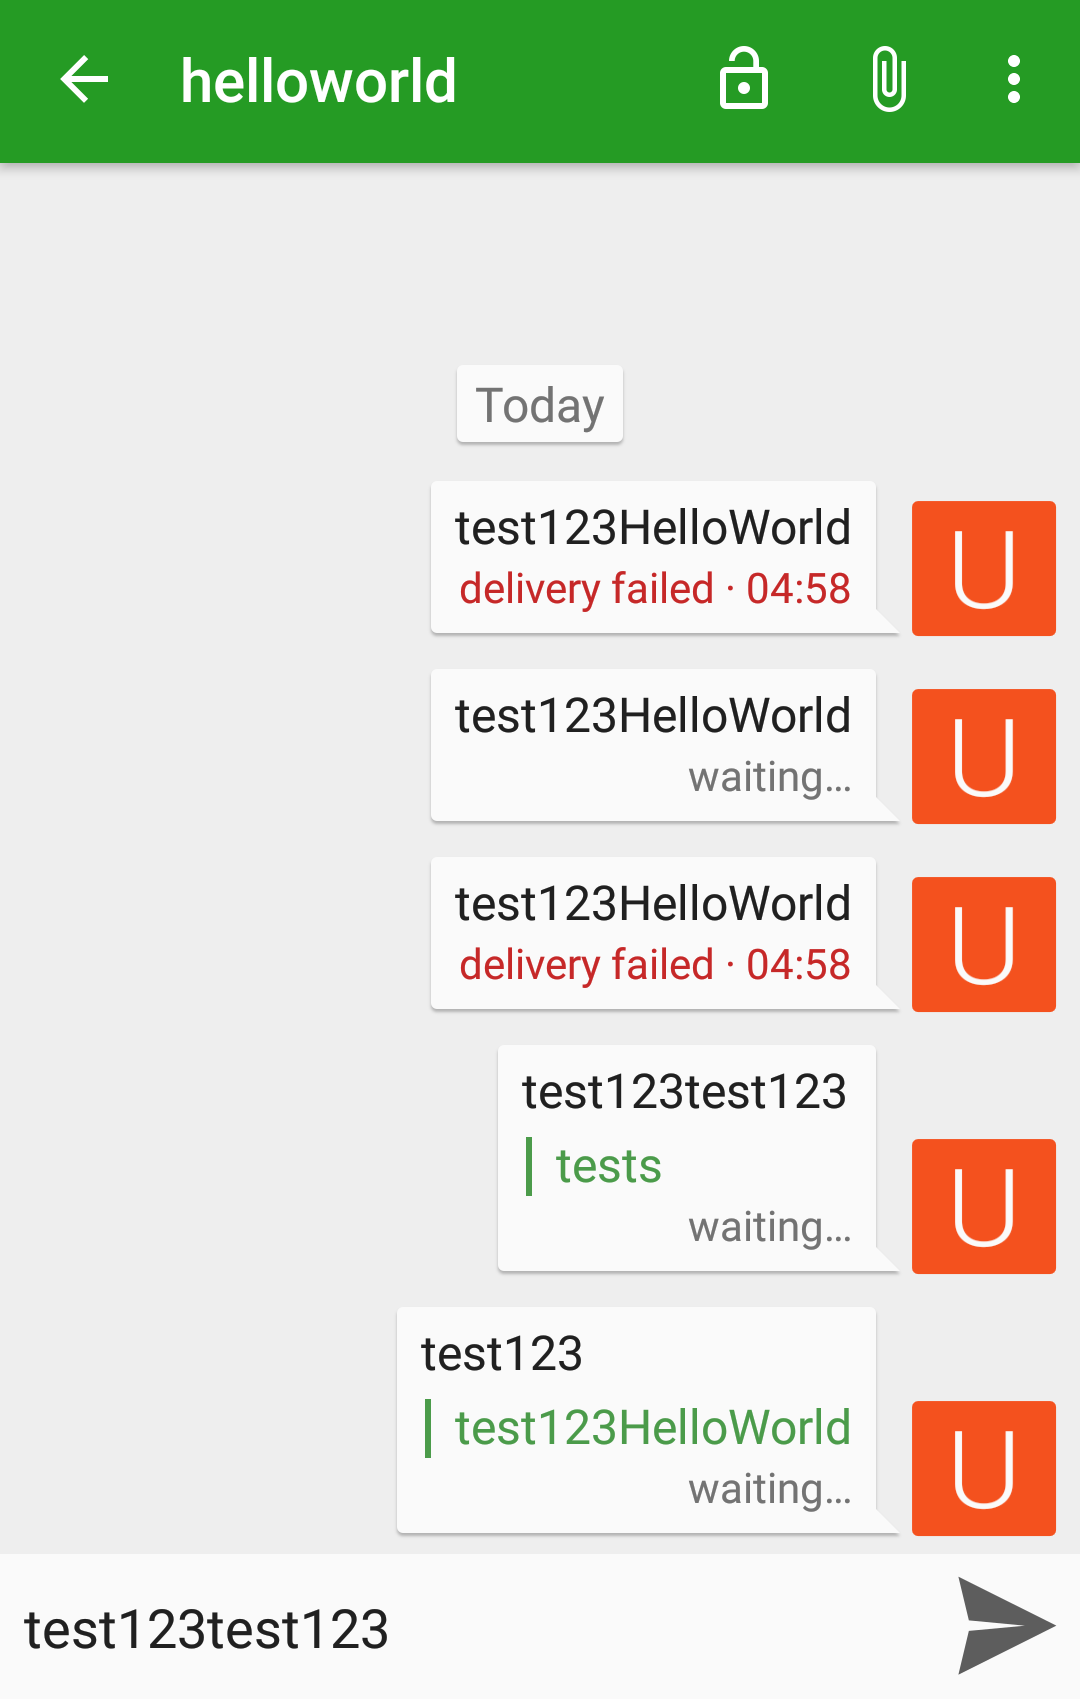 helloworld
Today
test123HelloWorld
delivery failed · 04:58
U
test123HelloWorld
waiting…
U
test123HelloWorld
delivery failed · 04:58
U
test123test123
tests
waiting…
U
test123
test123HelloWorld
waiting…
U
test123test123